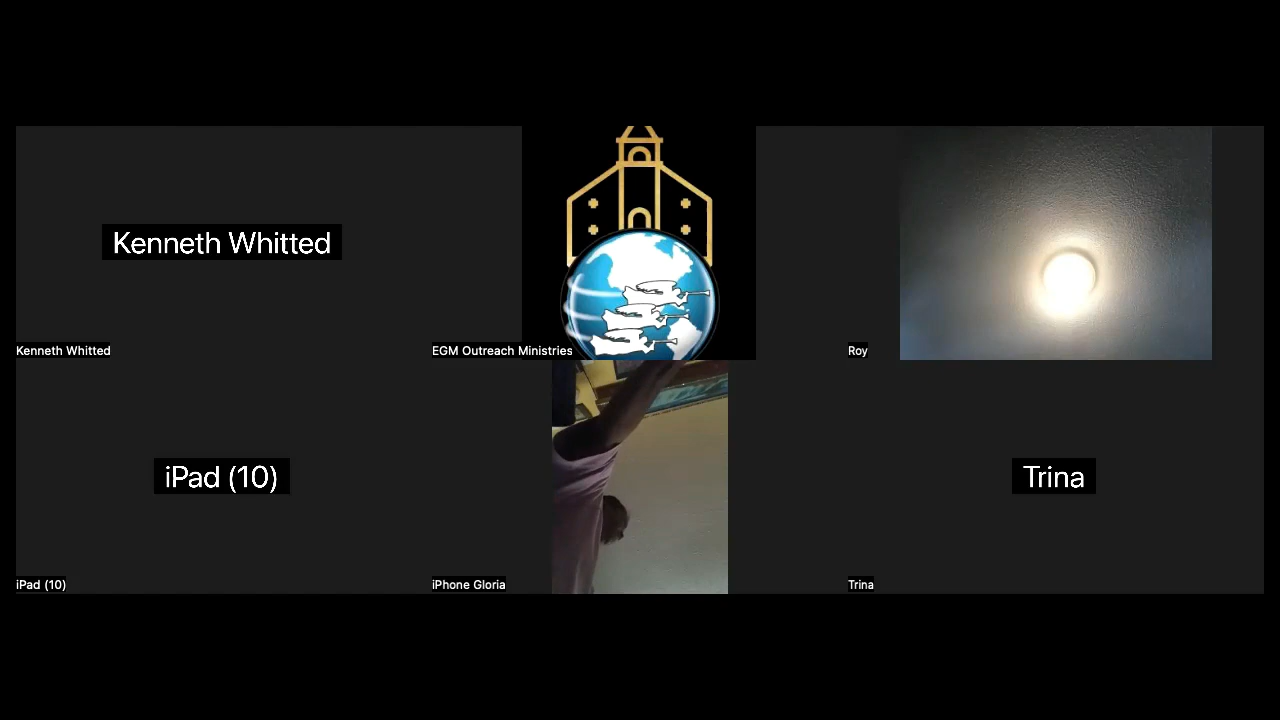 Kenneth Whitted
Kenneth Whitted
EGM Outreach Ministries
Roy
iPad (10)
Trina
iPad (10)
iPhone Gloria
Trina